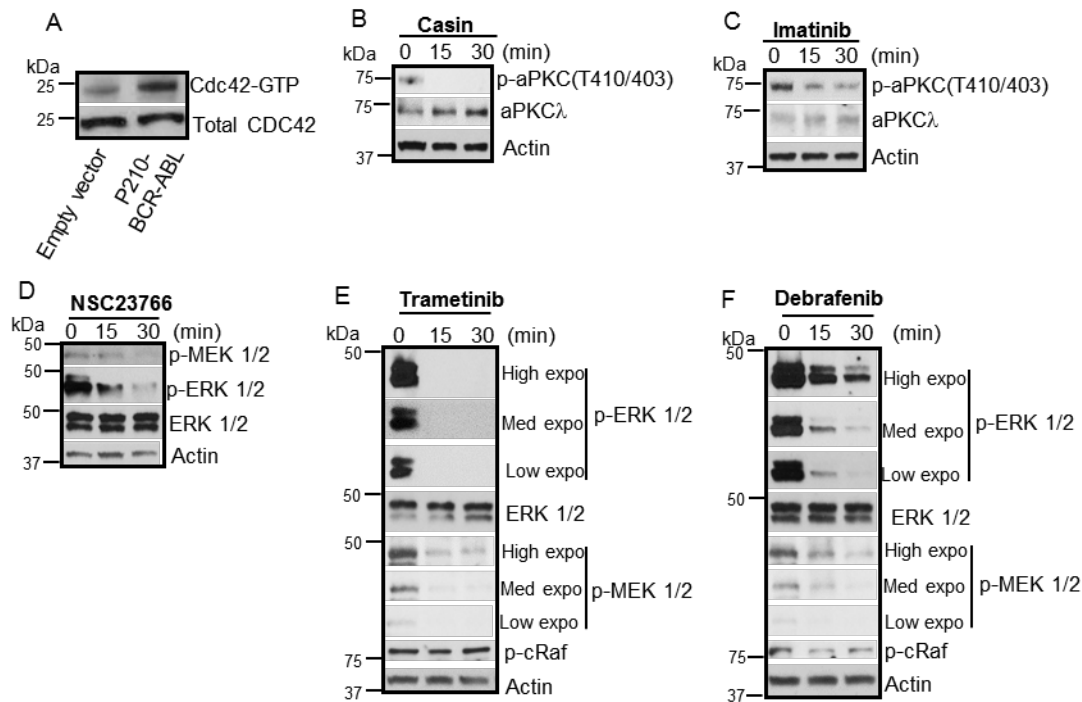 A
kDa
25
Cdc42-GTP
25
Total CDC42
Empty vector
P210-
BCR-ABL
B
Casin
kDa
0 15 30 (min)
75
p-aPKC(T410/403)
75
aPKCλ
Actin
37
C
Imatinib
kDa
0 15 30 (min)
75
p-aPKC(T410/403)
75
aPKCλ
Actin
37
D
NSC23766
kDa
0 15 30 (min)
50
p-MEK 1/2
50
p-ERK 1/2
50
ERK 1/2
Actin
37
E
Trametinib
0 15 30 (min)
kDa
50
High expo
Med expo
p-ERK 1/2
Low expo
50
ERK 1/2
50
High expo
Med expo
p-MEK 1/2
Low expo
p-cRaf
75
Actin
37
F
Debrafenib
0 15 30 (min)
kDa
50
High expo
Med expo
p-ERK 1/2
Low expo
50
ERK 1/2
High expo
Med expo
p-MEK 1/2
Low expo
p-cRaf
75
Actin
37